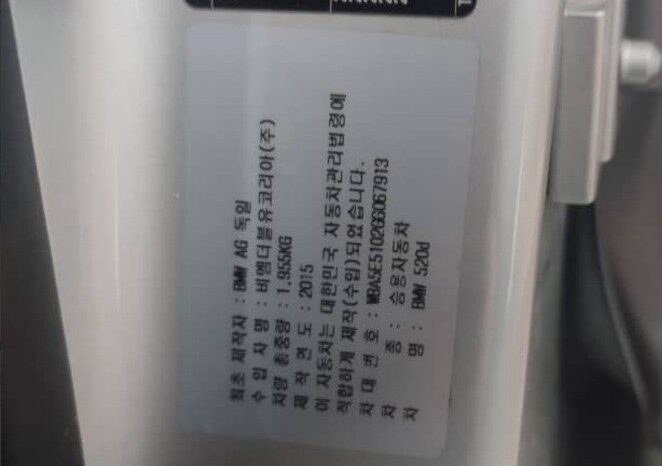 최초 제작자 : BMW AG 독일
수 입 자 명 : 비엠더블유코리아(주)
차량 총중량 : 1,955KG
제 작 연 도 : 2015
이 자동차는 대한민국 자동차관리법령에
적합하게 제작(수입)되었습니다.
차 대 번 호 : WBA5E5102GG067913
차 종 : 승용자동차
차 명 : BMW 520d